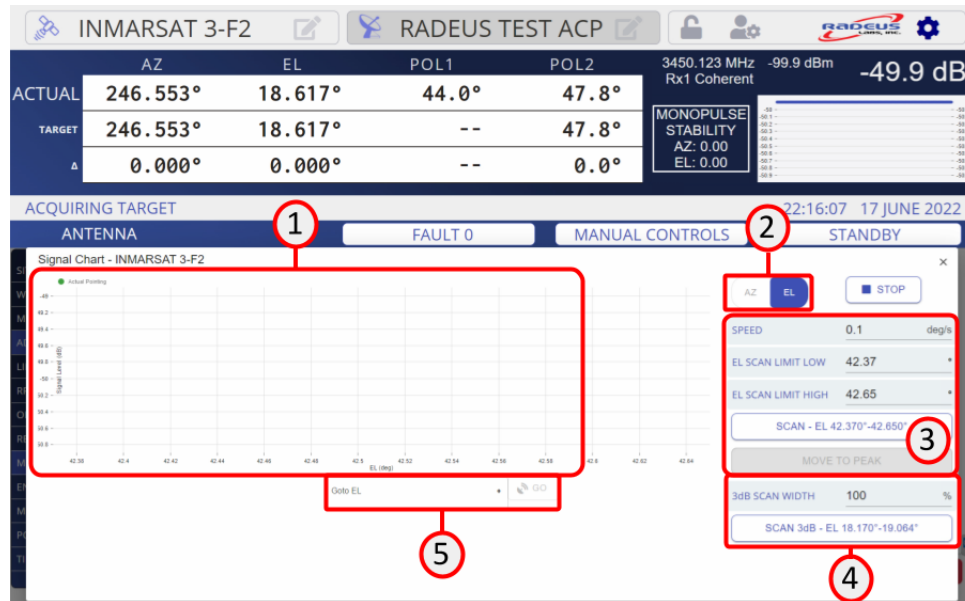 INMARSAT 3-F2 RADEUS TEST ACP RADEUS LABS, INC.
AZ EL POL1 POL2 3450.123 MHz -99.9 dBm -49.9 dB
Rx1 Coherent
ACTUAL 246.553° 18.617° 44.0° 47.8°
TARGET 246.553° 18.617° -- 47.8°
Δ 0.000° 0.000° -- 0.0°
MONOPULSE
STABILITY
AZ: 0.00
EL: 0.00
ACQUIRING TARGET 22:16:07 17 JUNE 2022
ANTENNA FAULT 0 MANUAL CONTROLS STANDBY
1
2
Signal Chart - INMARSAT 3-F2 ×
Actual Pointing
AZ EL STOP
Signal Level (dB)
SPEED 0.1 deg/s
EL SCAN LIMIT LOW 42.37 °
EL SCAN LIMIT HIGH 42.65 °
SCAN - EL 42.370°-42.650°
3
MOVE TO PEAK
42.38 42.4 42.42 42.44 42.46 42.48 42.5 42.52 42.54 42.56 42.58 42.6 42.62 42.64
EL (deg)
Goto EL ° GO
3dB SCAN WIDTH 100 %
SCAN 3dB - EL 18.170°-19.064°
5
4